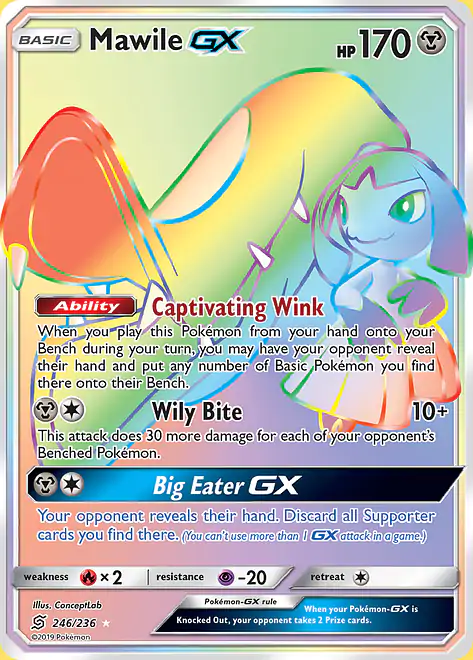 BASIC Mawile GX HP 170
Ability Captivating Wink
When you play this Pokémon from your hand onto your
Bench during your turn, you may have your opponent reveal
their hand and put any number of Basic Pokémon you find
there onto their Bench.
Wily Bite 10+
This attack does 30 more damage for each of your opponent's
Benched Pokémon.
Big Eater GX
Your opponent reveals their hand. Discard all Supporter
cards you find there. (You can't use more than 1 GX attack in a game.)
weakness ×2 resistance -20 retreat
Illus. ConceptLab
246/236
©2019 Pokémon
Pokémon-GX rule
When your Pokémon-GX is
Knocked Out, your opponent takes 2 Prize cards.